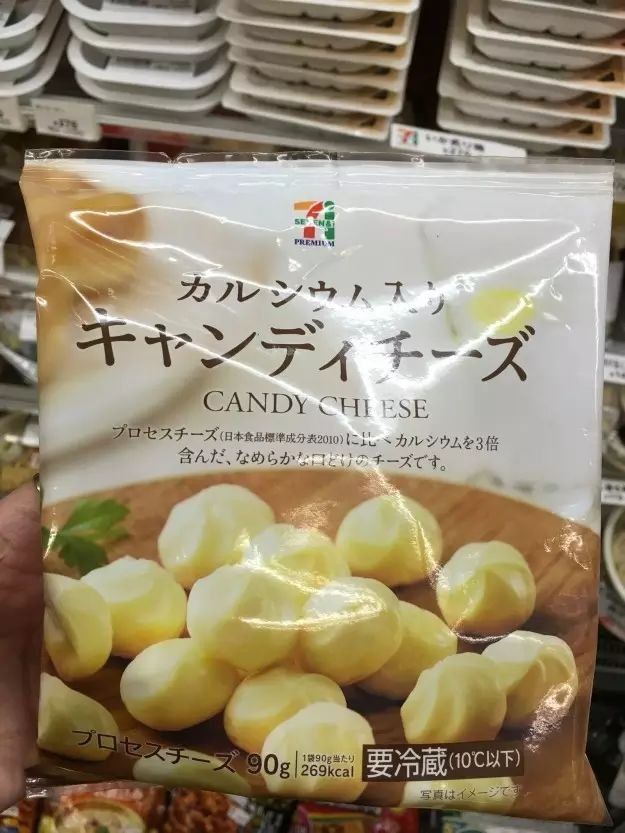 SEVEN&i
PREMIUM
カルシウム入り
キャンディチーズ
CANDY CHEESE
プロセスチーズ(日本食品標準成分表2010)に比べカルシウムを3倍
含んだ、なめらかな口どけのチーズです。
プロセスチーズ 90g
1袋90g当たり
269kcal
要冷蔵(10℃以下)
写真はイメージです